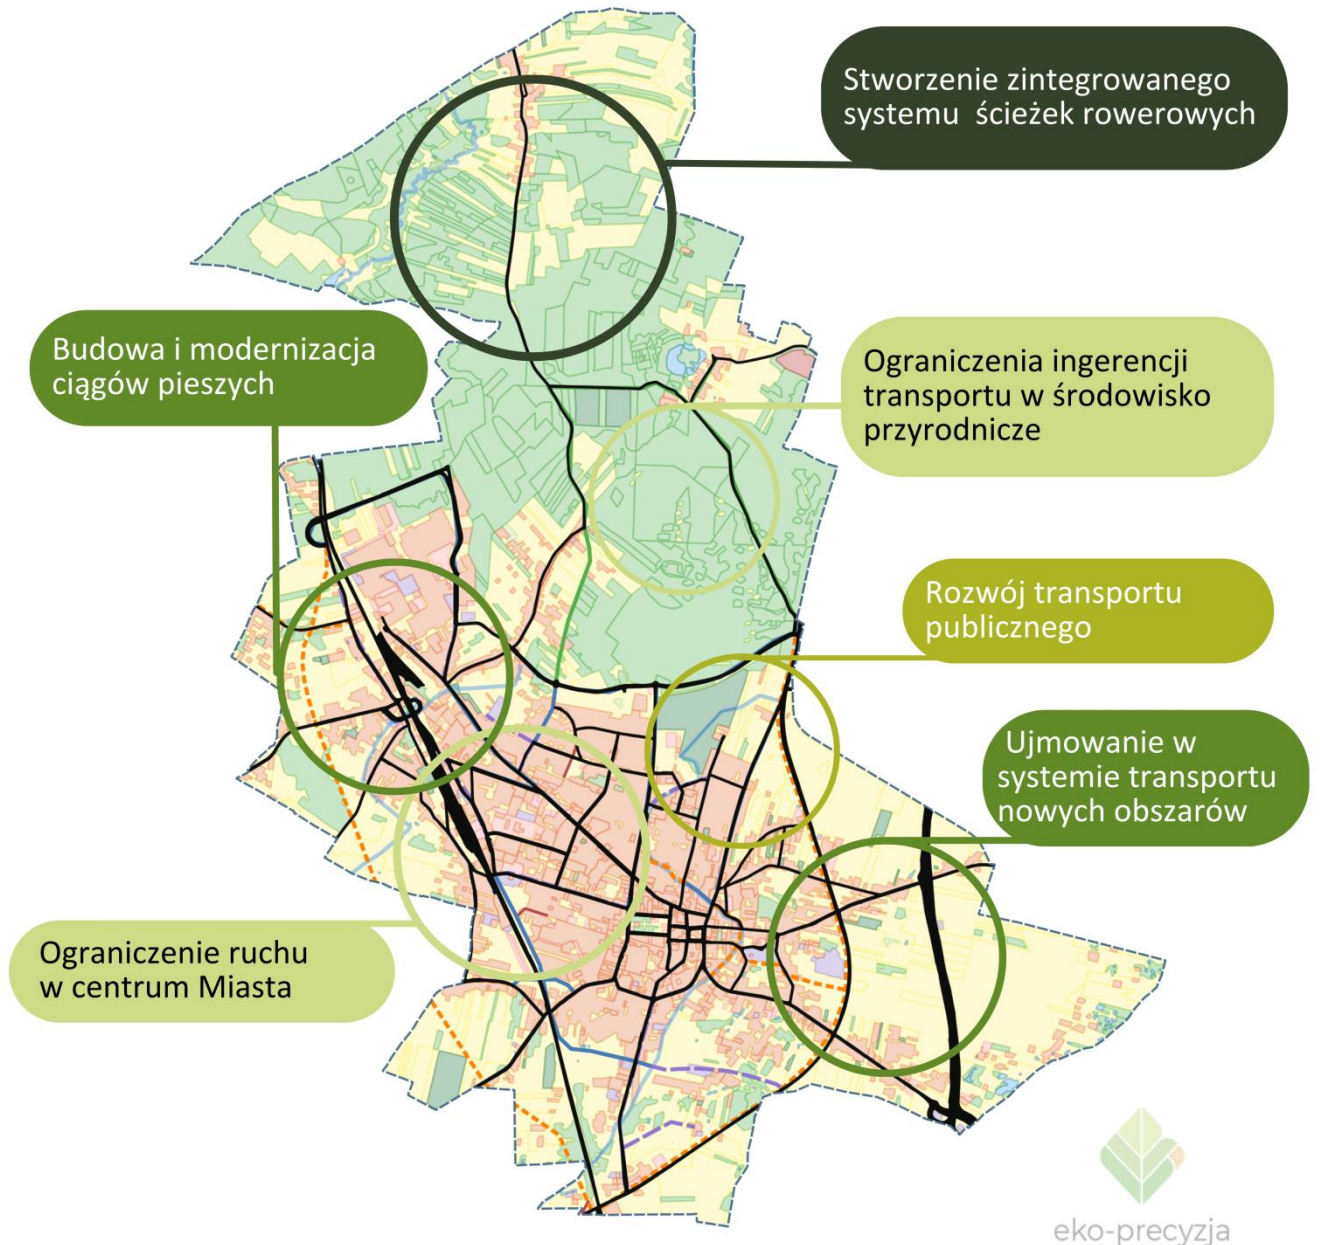 Stworzenie zintegrowanego
systemu ścieżek rowerowych
Budowa i modernizacja
ciągów pieszych
Ograniczenia ingerencji
transportu w środowisko
przyrodnicze
Rozwój transportu
publicznego
Ujmowanie w
systemie transportu
nowych obszarów
Ograniczenie ruchu
w centrum Miasta
eko-precyzja